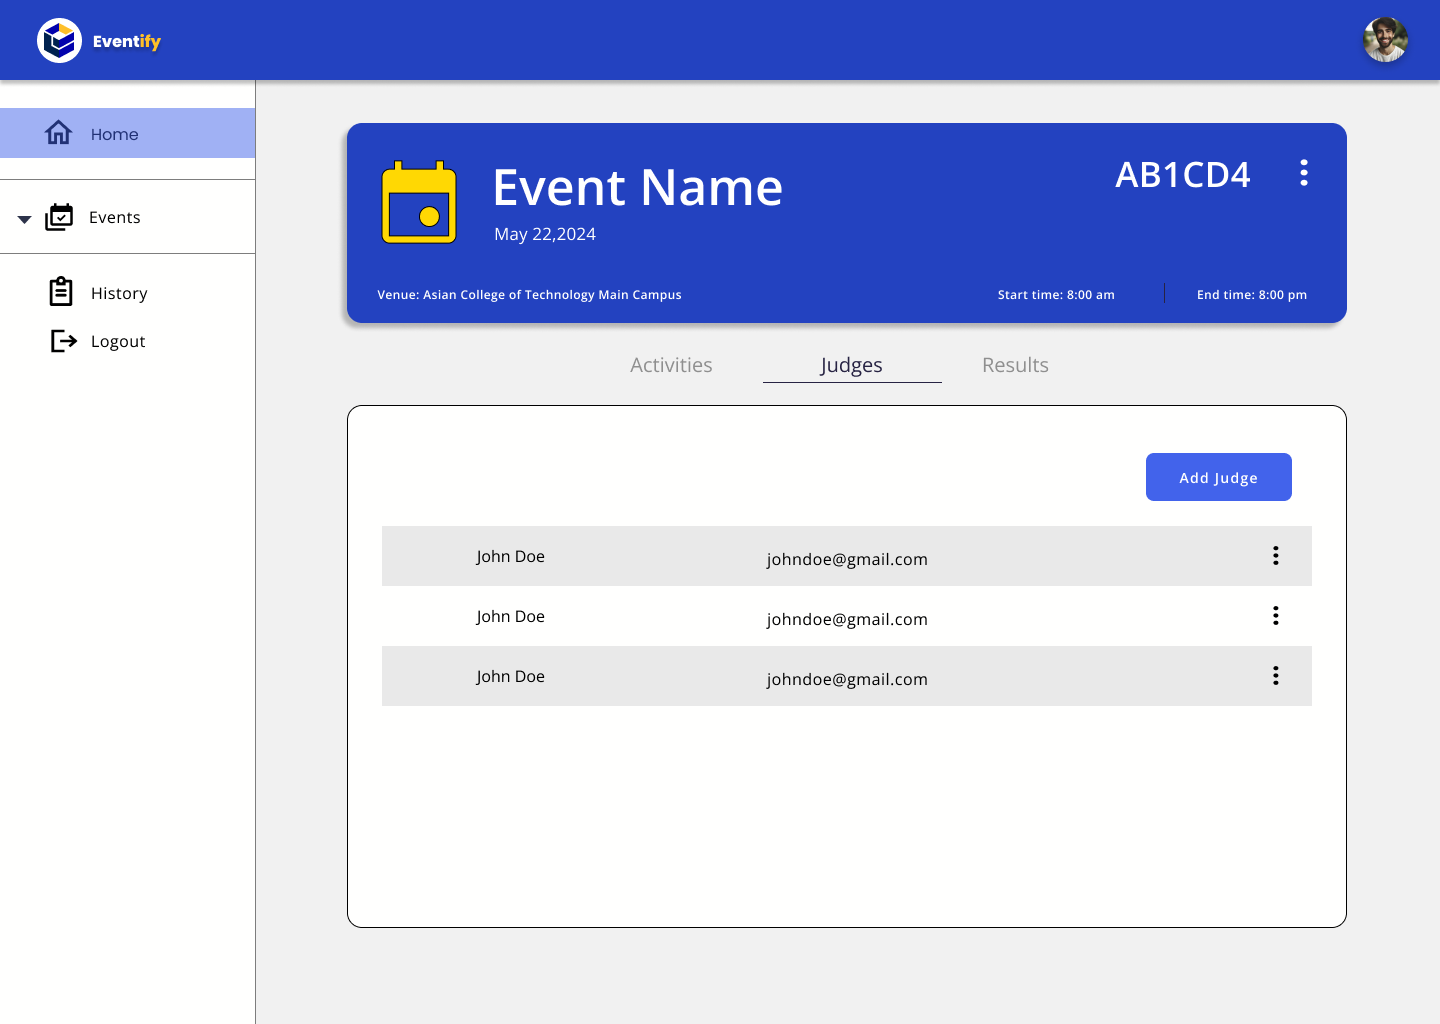 Eventify
Home
Events
History
Logout
Event Name
AB1CD4
May 22,2024
Venue: Asian College of Technology Main Campus
Start time: 8:00 am
End time: 8:00 pm
Activities
Judges
Results
Add Judge
John Doe
johndoe@gmail.com
John Doe
johndoe@gmail.com
John Doe
johndoe@gmail.com